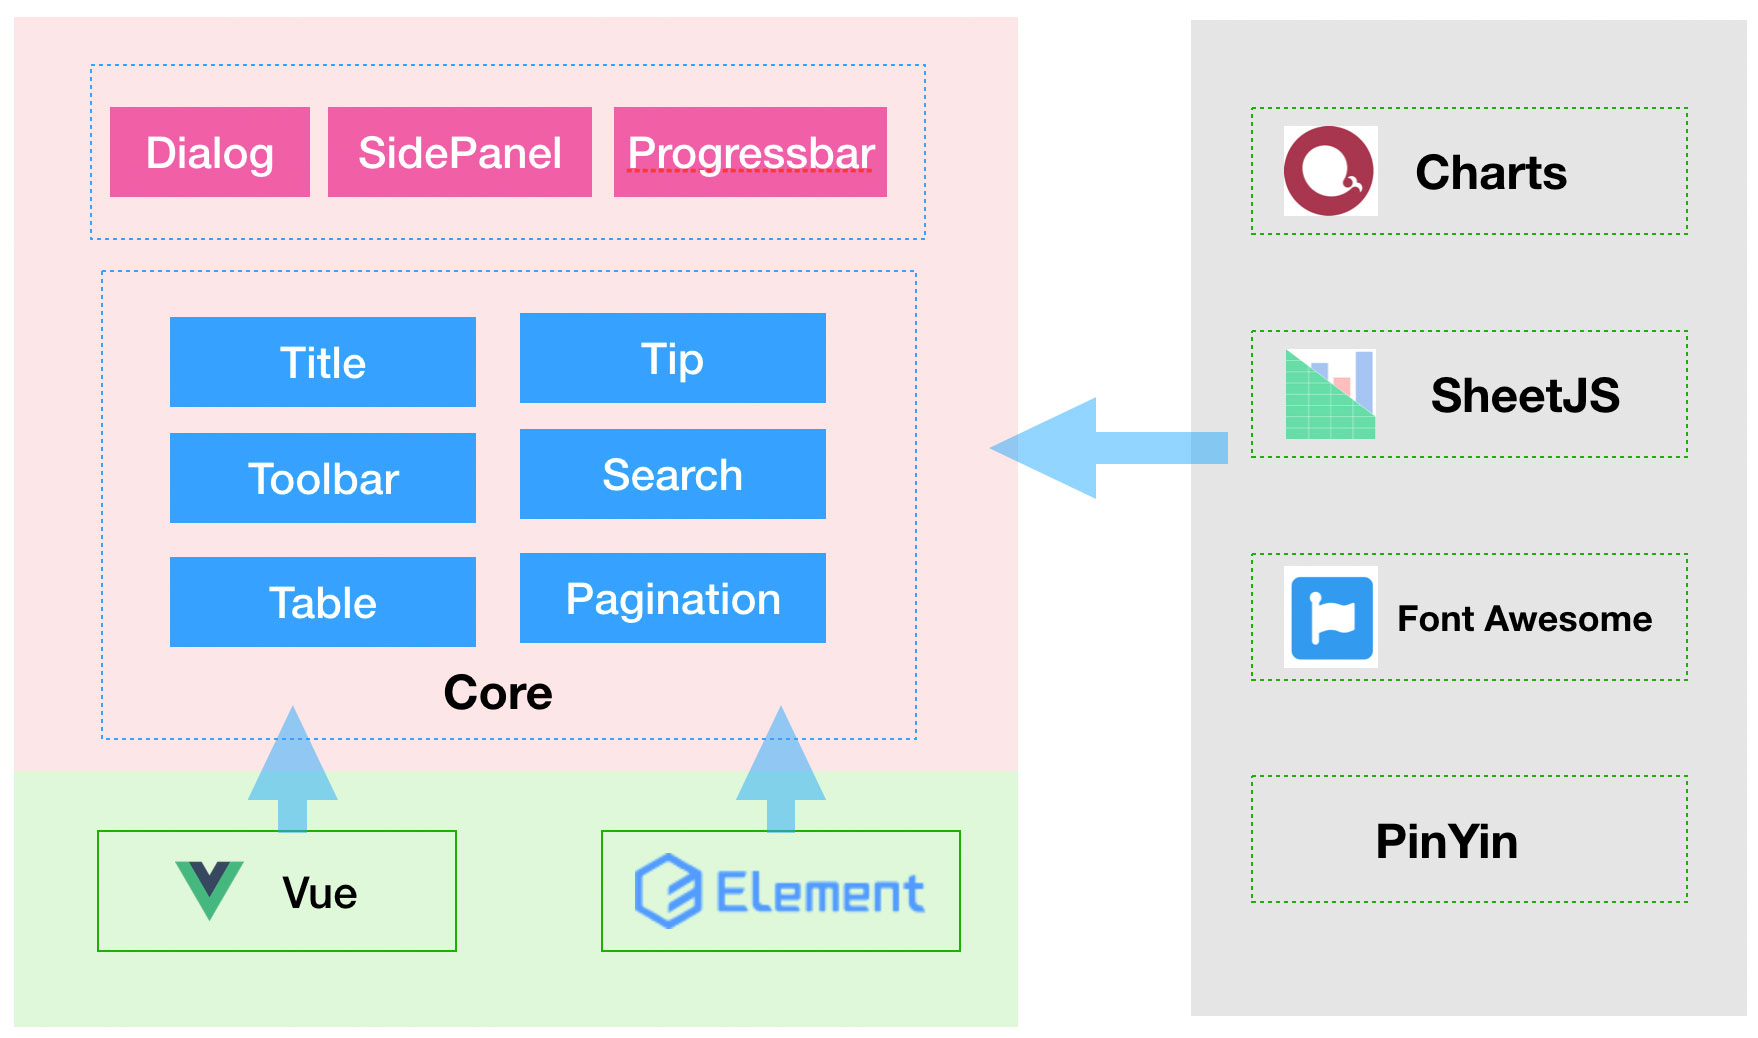 Dialog
SidePanel
Progressbar
Title
Tip
Toolbar
Search
Table
Pagination
Core
Vue
Element
Charts
SheetJS
Font Awesome
PinYin